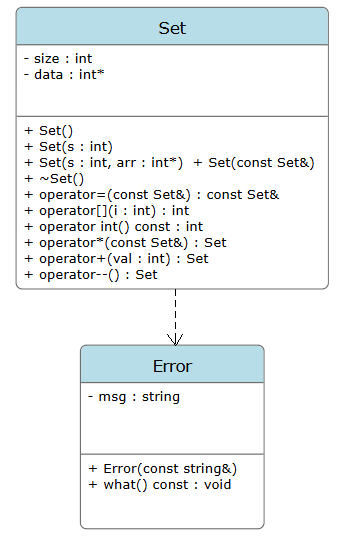 Set
- size : int
- data : int*
+ Set()
+ Set(s : int)
+ Set(s : int, arr : int*)  + Set(const Set&)
+ ~Set()
+ operator=(const Set&) : const Set&
+ operator[](i : int) : int
+ operator int() const : int
+ operator*(const Set&) : Set
+ operator+(val : int) : Set
+ operator--() : Set
Error
- msg : string
+ Error(const string&)
+ what() const : void